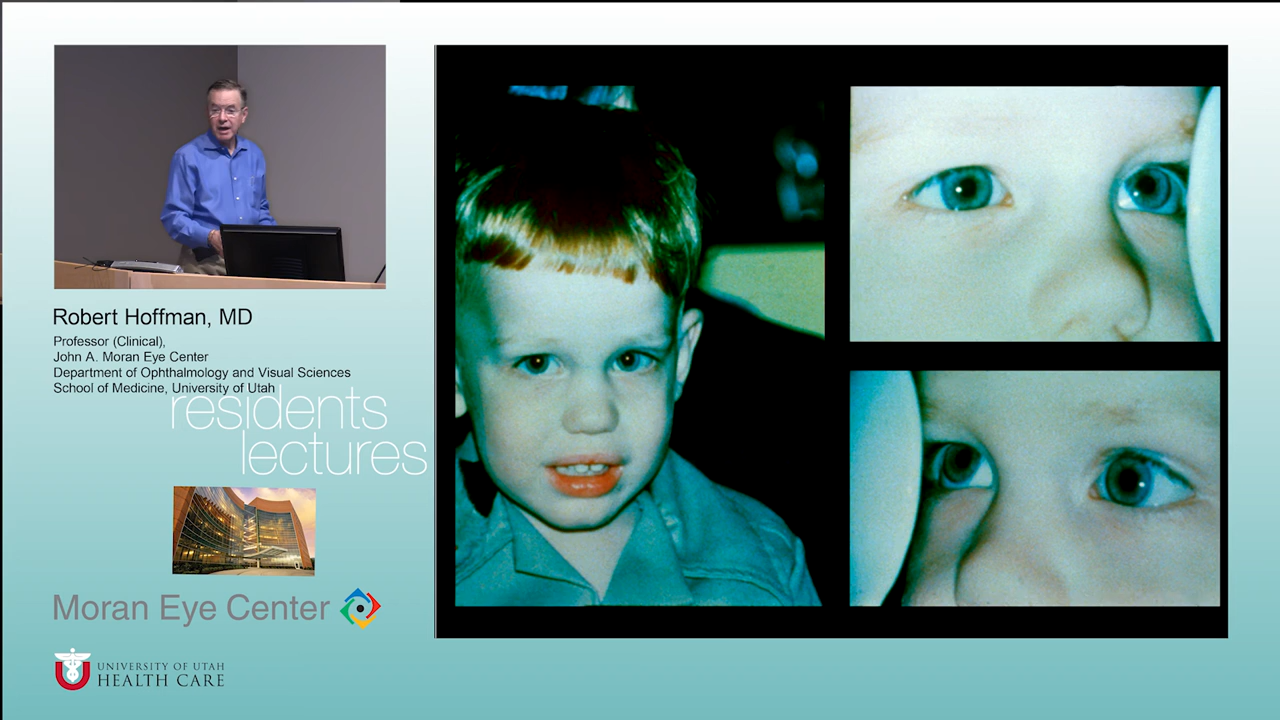 Robert Hoffman, MD
Professor (Clinical),
John A. Moran Eye Center
Department of Ophthalmology and Visual Sciences
School of Medicine, University of Utah
residents
lectures
Moran Eye Center
UNIVERSITY OF UTAH
HEALTH CARE